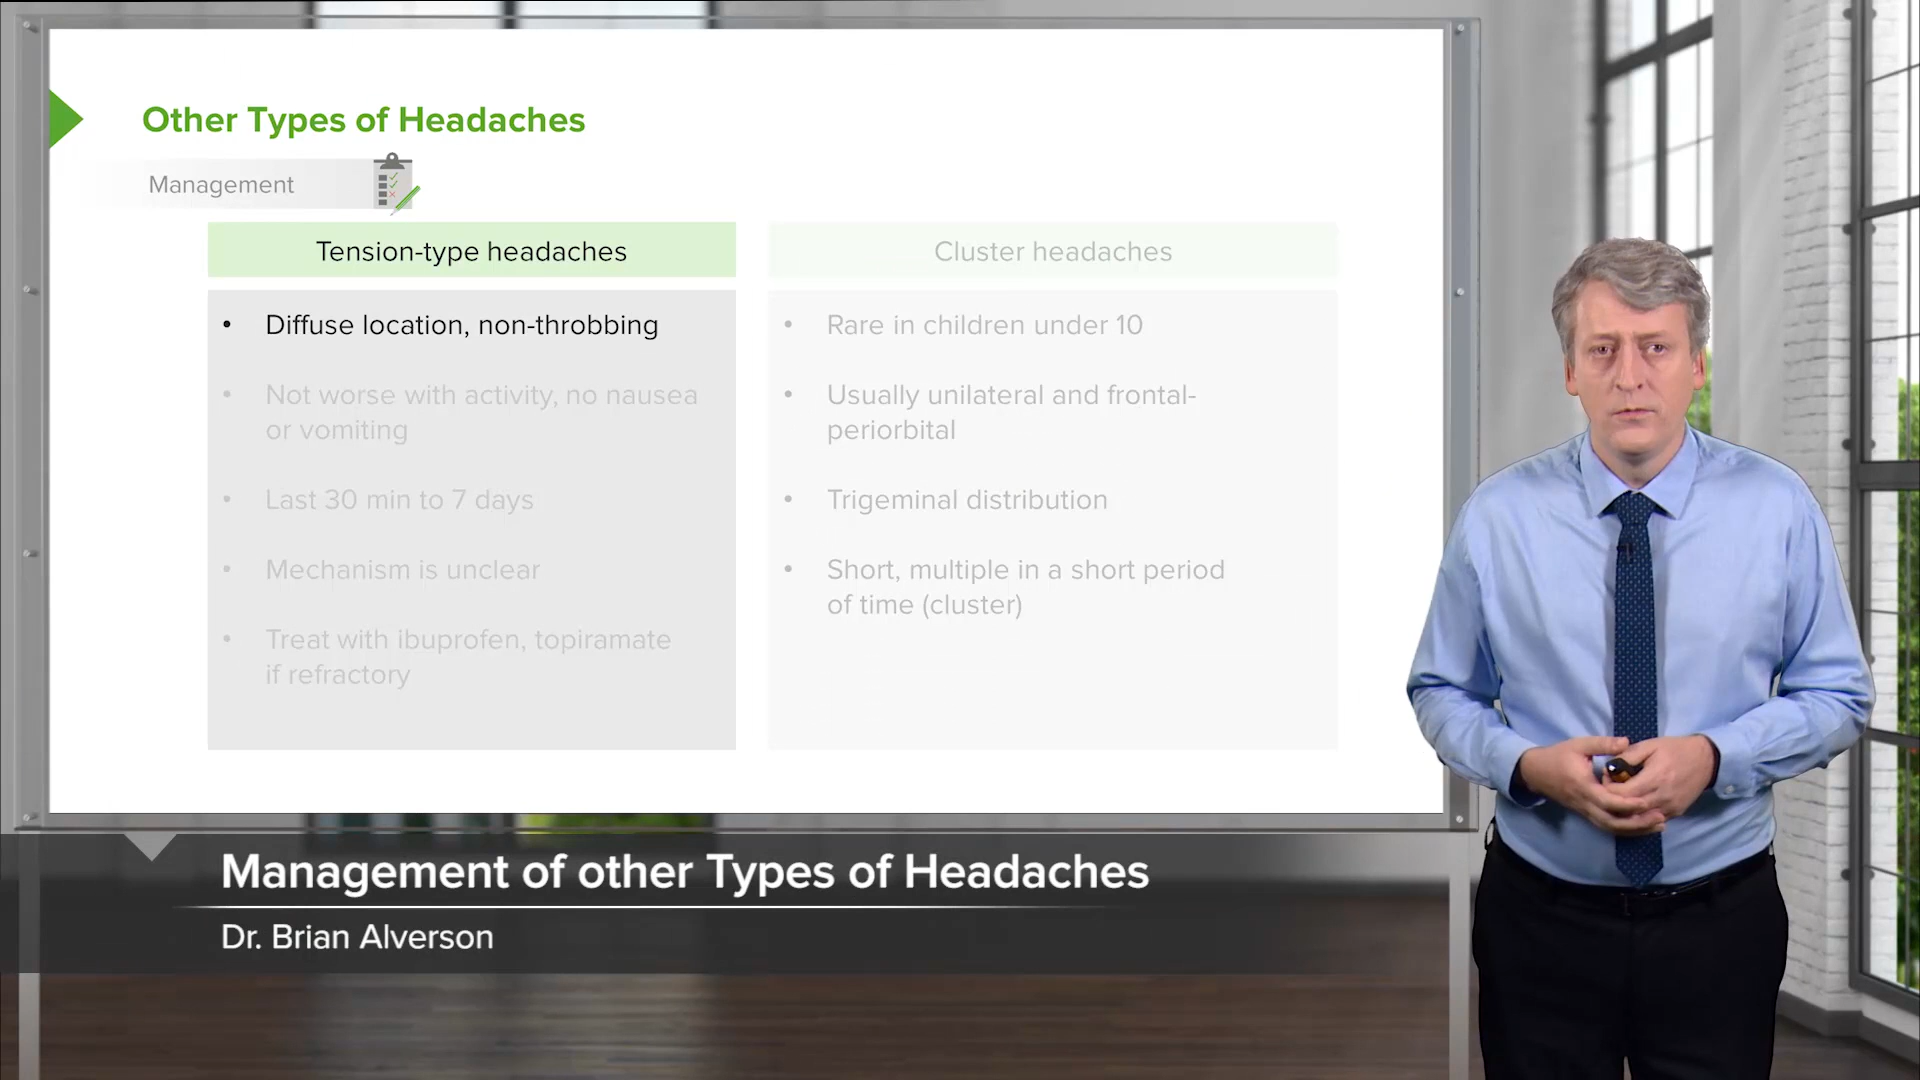 Other Types of Headaches
Management
Tension-type headaches
• Diffuse location, non-throbbing
• Not worse with activity, no nausea
or vomiting
• Last 30 min to 7 days
• Mechanism is unclear
• Treat with ibuprofen, topiramate
if refractory
Cluster headaches
• Rare in children under 10
• Usually unilateral and frontal-
periorbital
• Trigeminal distribution
• Short, multiple in a short period
of time (cluster)
Management of other Types of Headaches
Dr. Brian Alverson